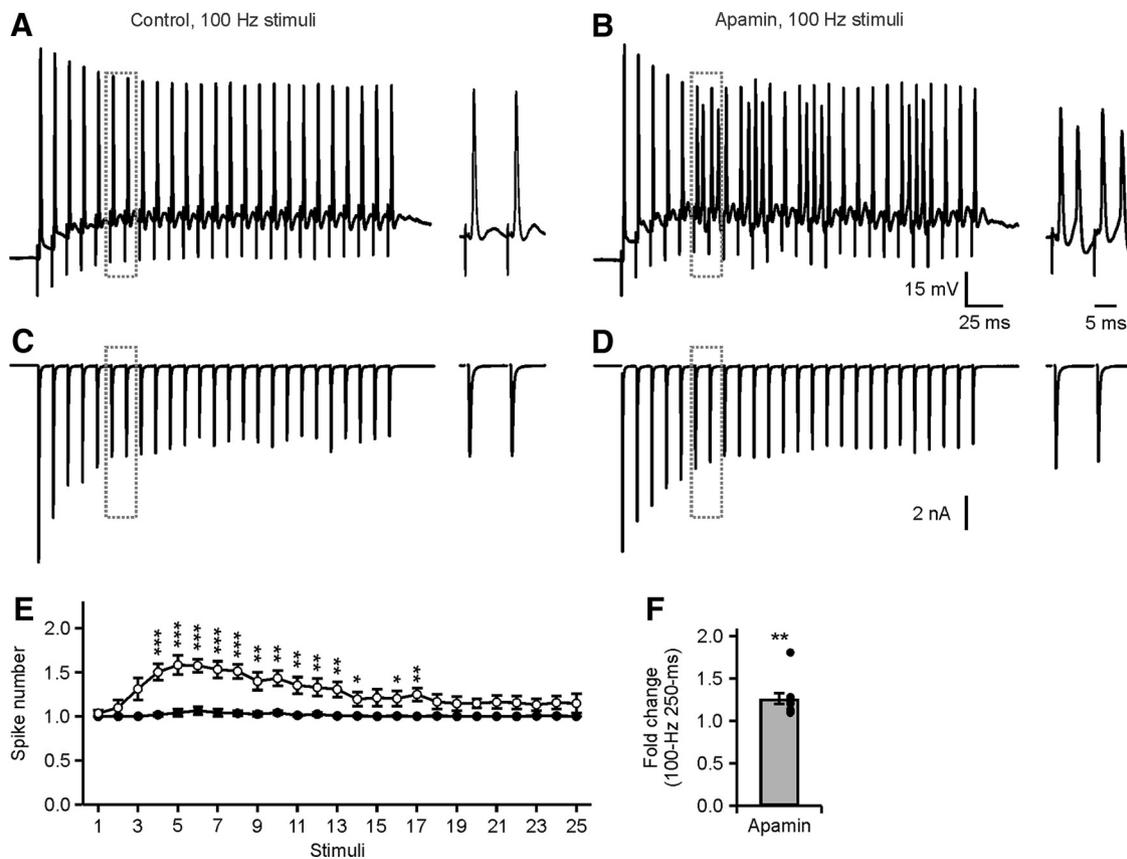 A
Control, 100 Hz stimuli
B
Apamin, 100 Hz stimuli
15 mV
25 ms
5 ms
C
D
2 nA
E
Spike number
2.0
1.5
1.0
0.5
0.0
*** *** *** *** *** ** ** ** ** ** * * **
1 3 5 7 9 11 13 15 17 19 21 23 25
Stimuli
F
Fold change
(100-Hz 250-ms)
2.0
1.5
1.0
0.5
0.0
**
Apamin